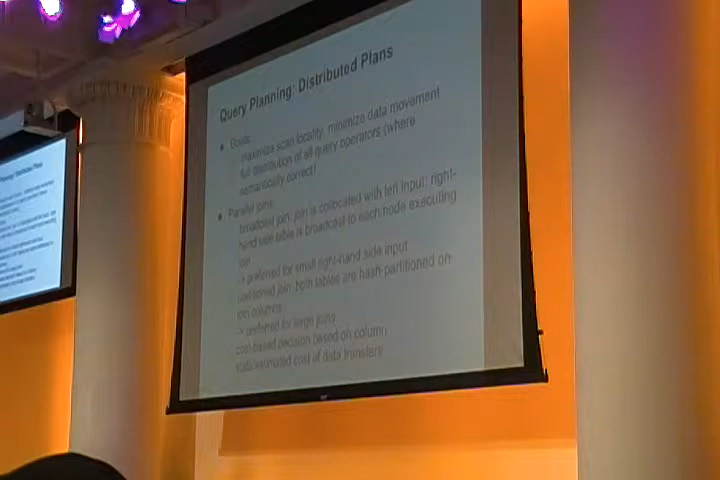 Query Planning: Distributed Plans
• Goals:
maximize scan locality, minimize data movement
full distribution of all query operators (where
semantically correct)
• Parallel joins:
broadcast join: join is collocated with left input; right-
hand side table is broadcast to each node executing
join
-> preferred for small right-hand side input
partitioned join: both tables are hash-partitioned on
join columns
-> preferred for large joins
cost-based decision based on column
stats/estimated cost of data transfers